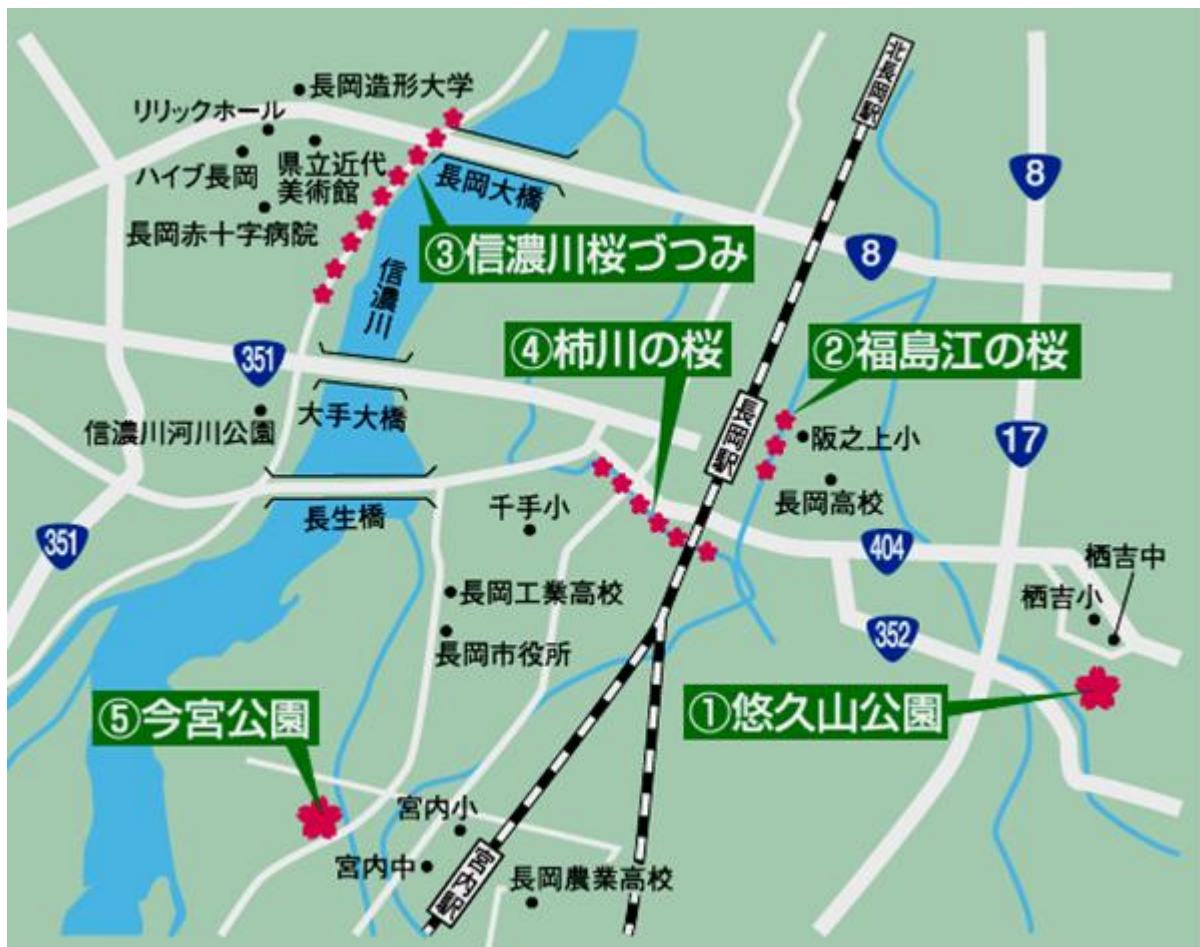 北長岡駅
長岡造形大学
リリックホール
ハイブ長岡
県立近代
美術館
長岡赤十字病院
長岡大橋
8
8
③信濃川桜づつみ
信濃川
④柿川の桜
②福島江の桜
351
大手大橋
信濃川河川公園
長岡駅
阪之上小
17
長岡高校
長生橋
千手小
351
404
栖吉中
栖吉小
長岡工業高校
352
長岡市役所
⑤今宮公園
①悠久山公園
宮内小
宮内中
宮内駅
長岡農業高校